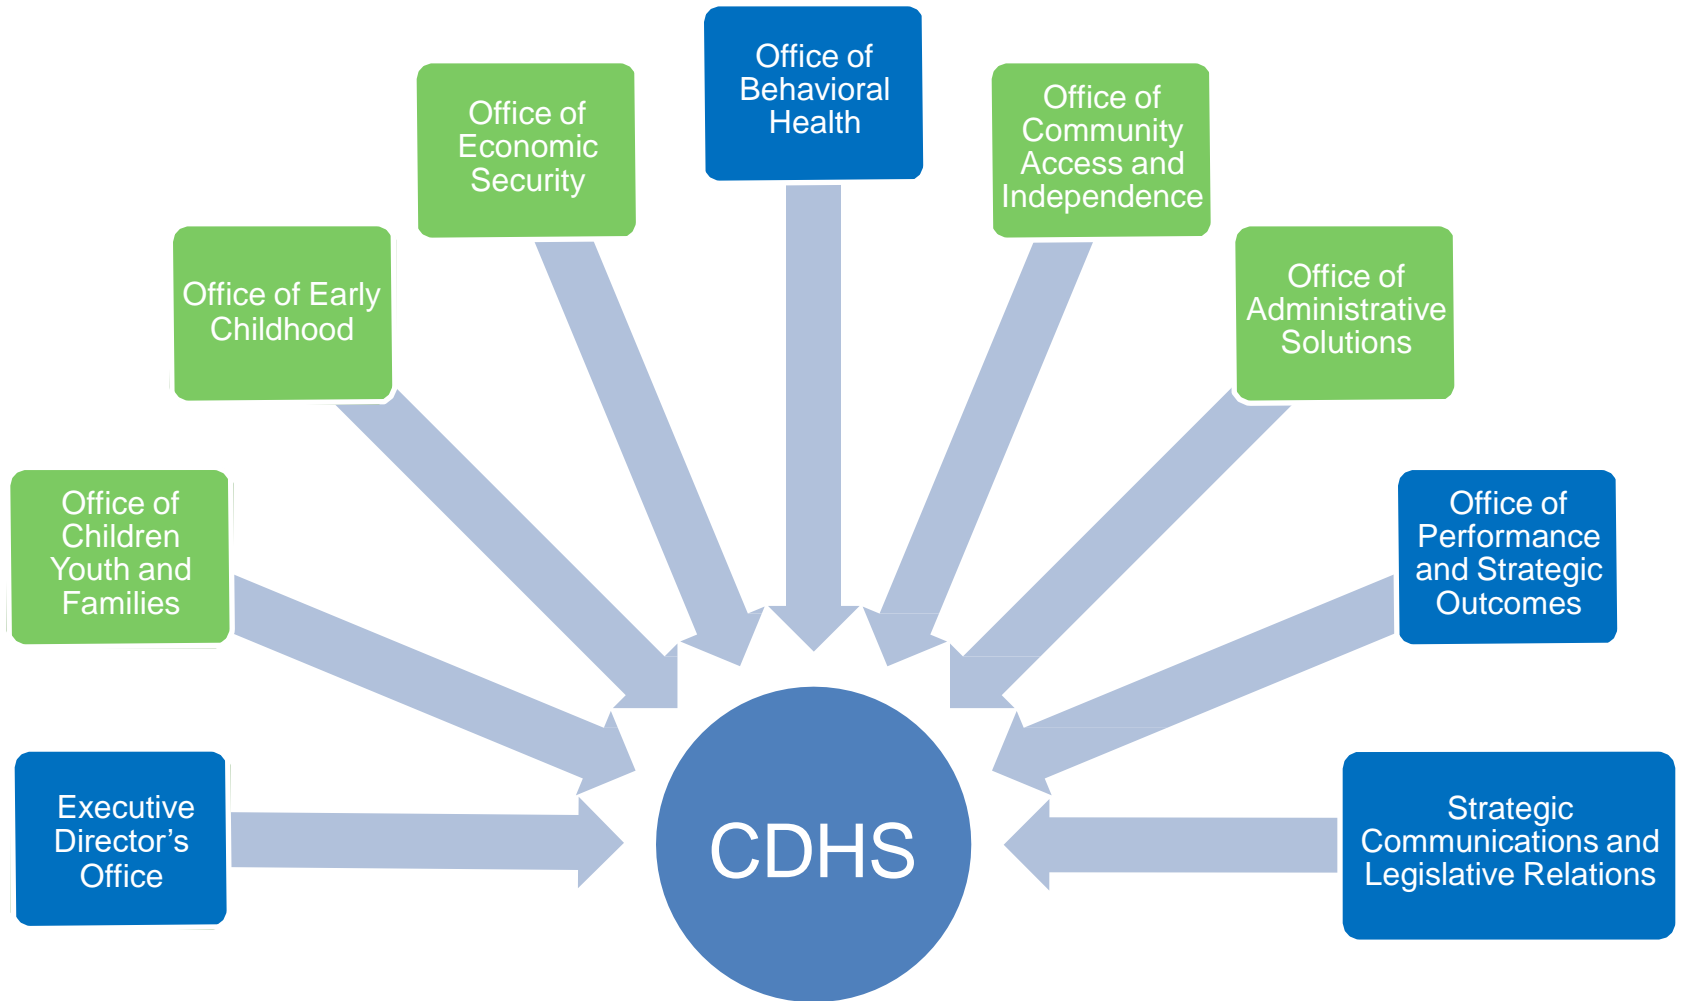 Office of
Behavioral
Health
Office of
Economic
Security
Office of
Community
Access and
Independence
Office of Early
Childhood
Office of
Administrative
Solutions
Office of
Children
Youth and
Families
Office of
Performance
and Strategic
Outcomes
Executive
Director’s
Office
CDHS
Strategic
Communications and
Legislative Relations